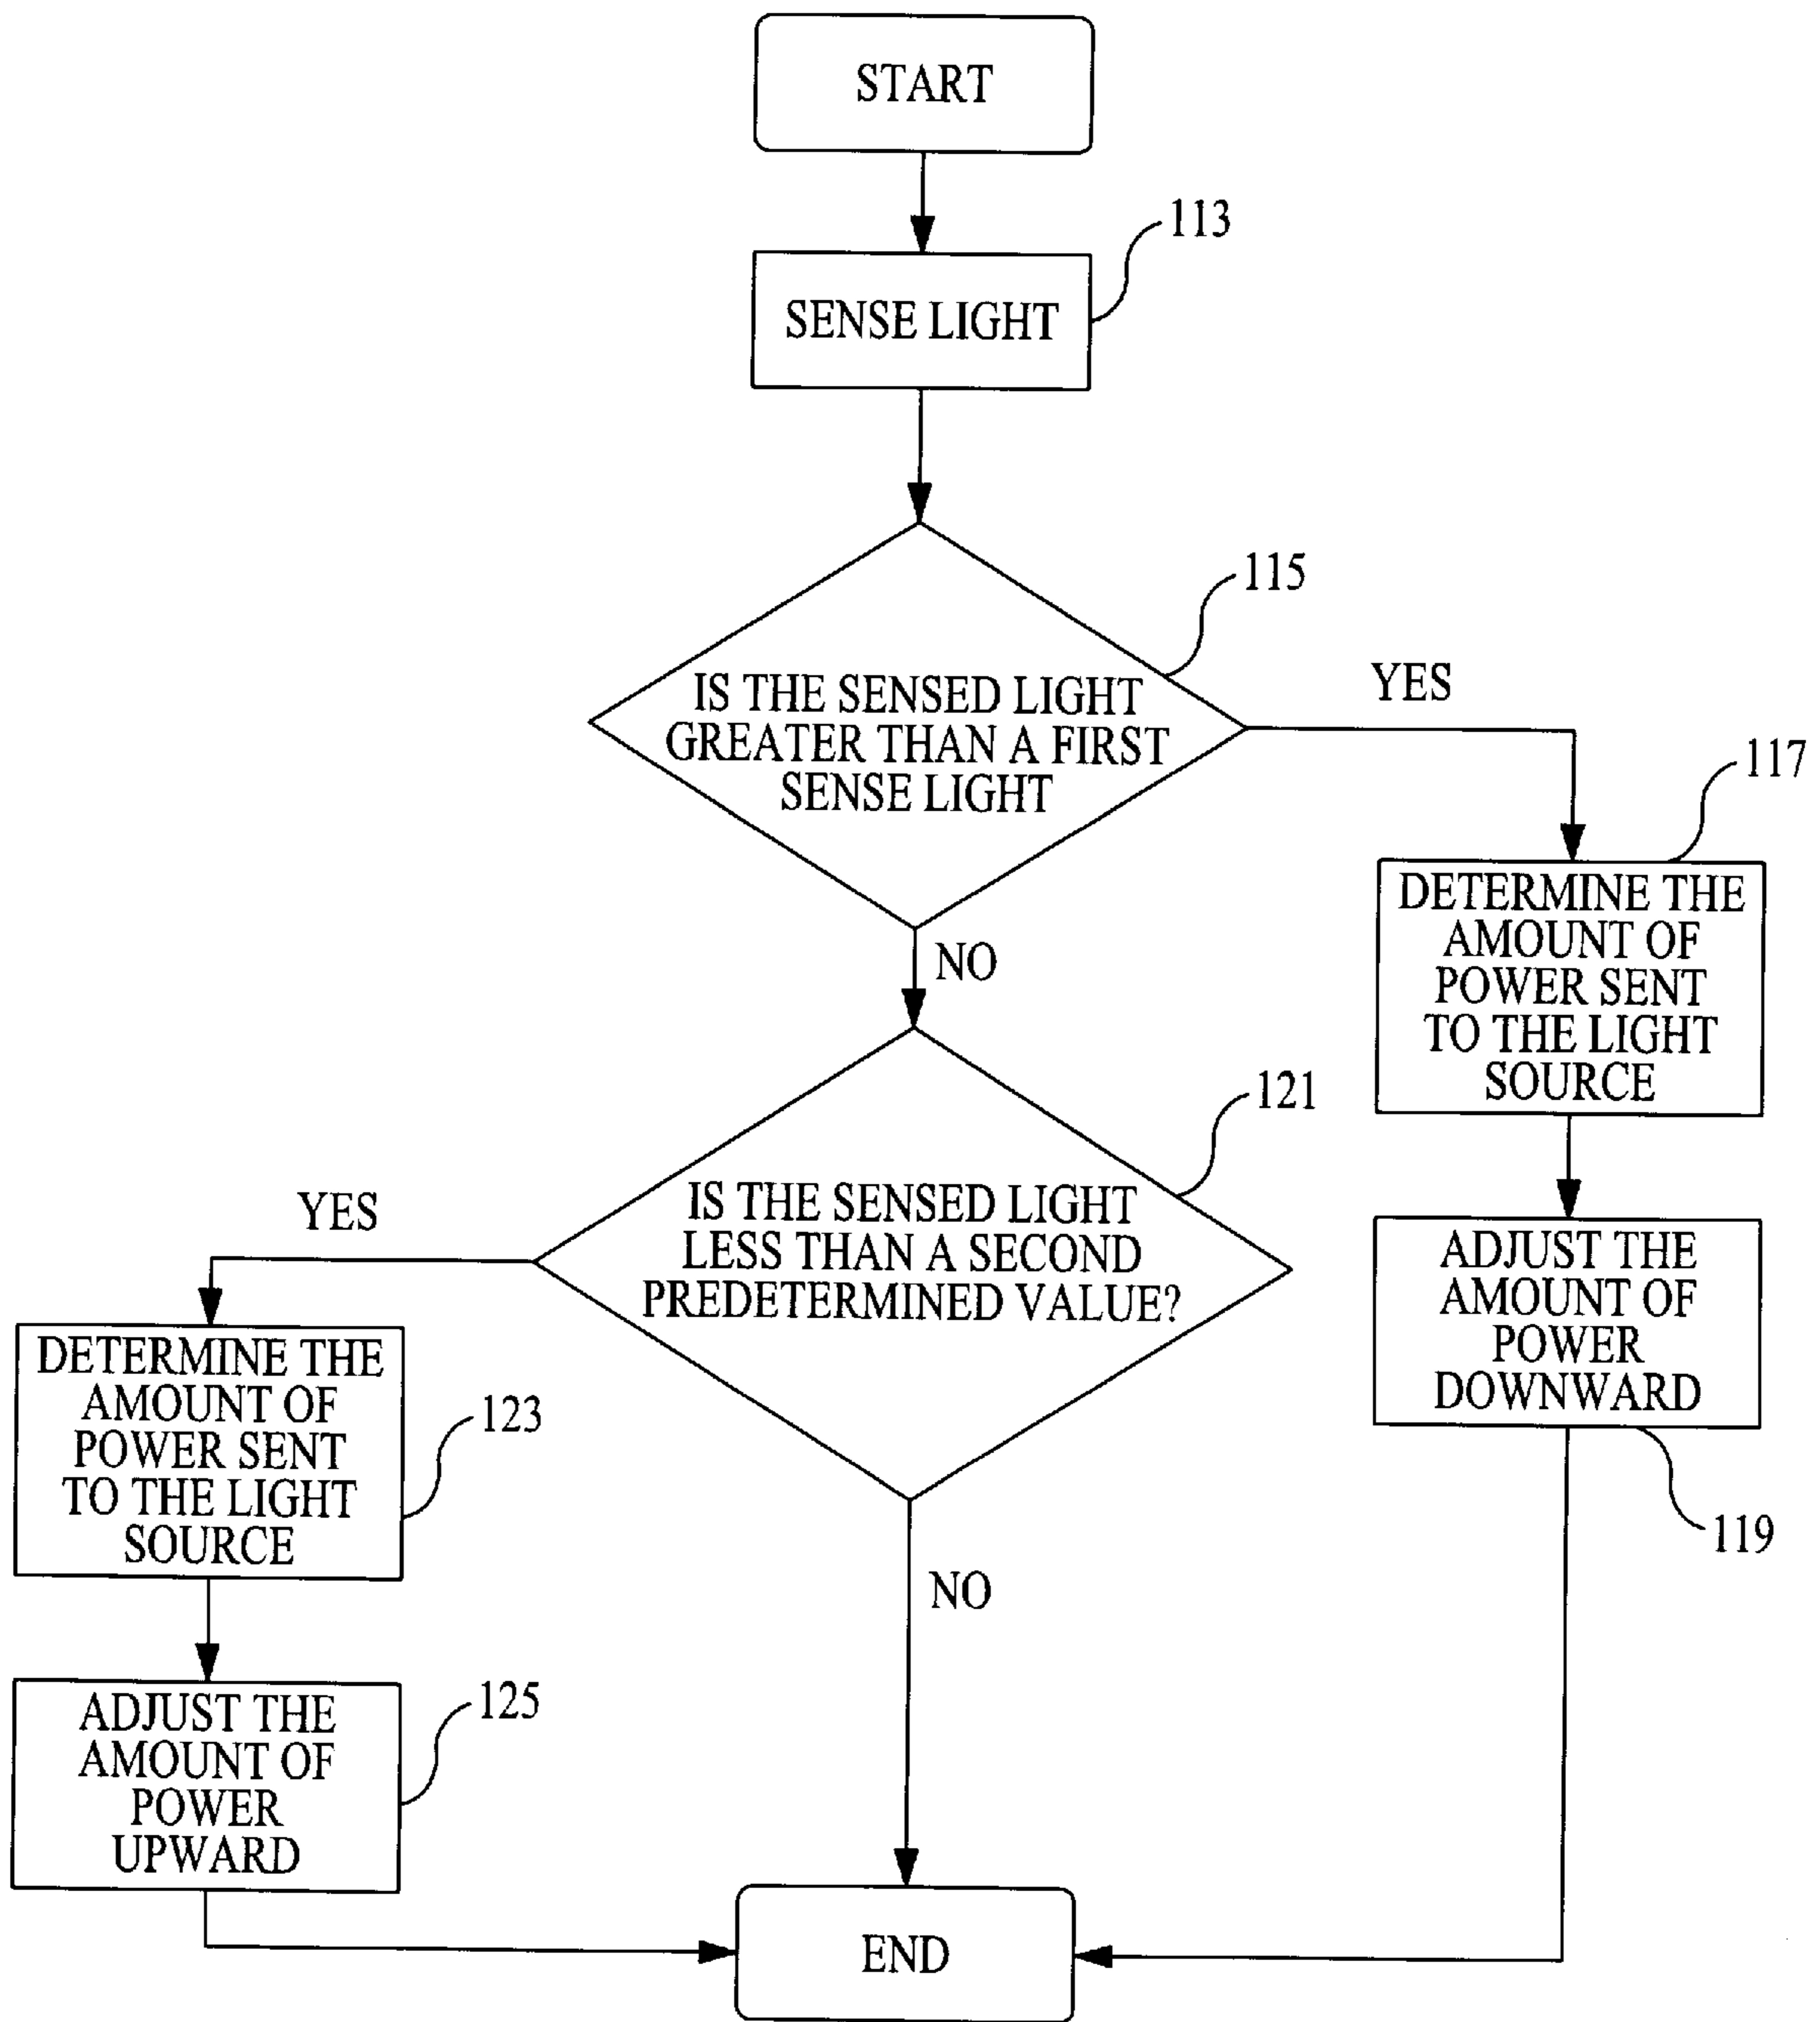 START
113
SENSE LIGHT
115
IS THE SENSED LIGHT
GREATER THAN A FIRST
SENSE LIGHT
YES
NO
117
DETERMINE THE
AMOUNT OF
POWER SENT
TO THE LIGHT
SOURCE
121
IS THE SENSED LIGHT
LESS THAN A SECOND
PREDETERMINED VALUE?
YES
NO
ADJUST THE
AMOUNT OF
POWER
DOWNWARD
119
DETERMINE THE
AMOUNT OF
POWER SENT
TO THE LIGHT
SOURCE
123
ADJUST THE
AMOUNT OF
POWER
UPWARD
125
END